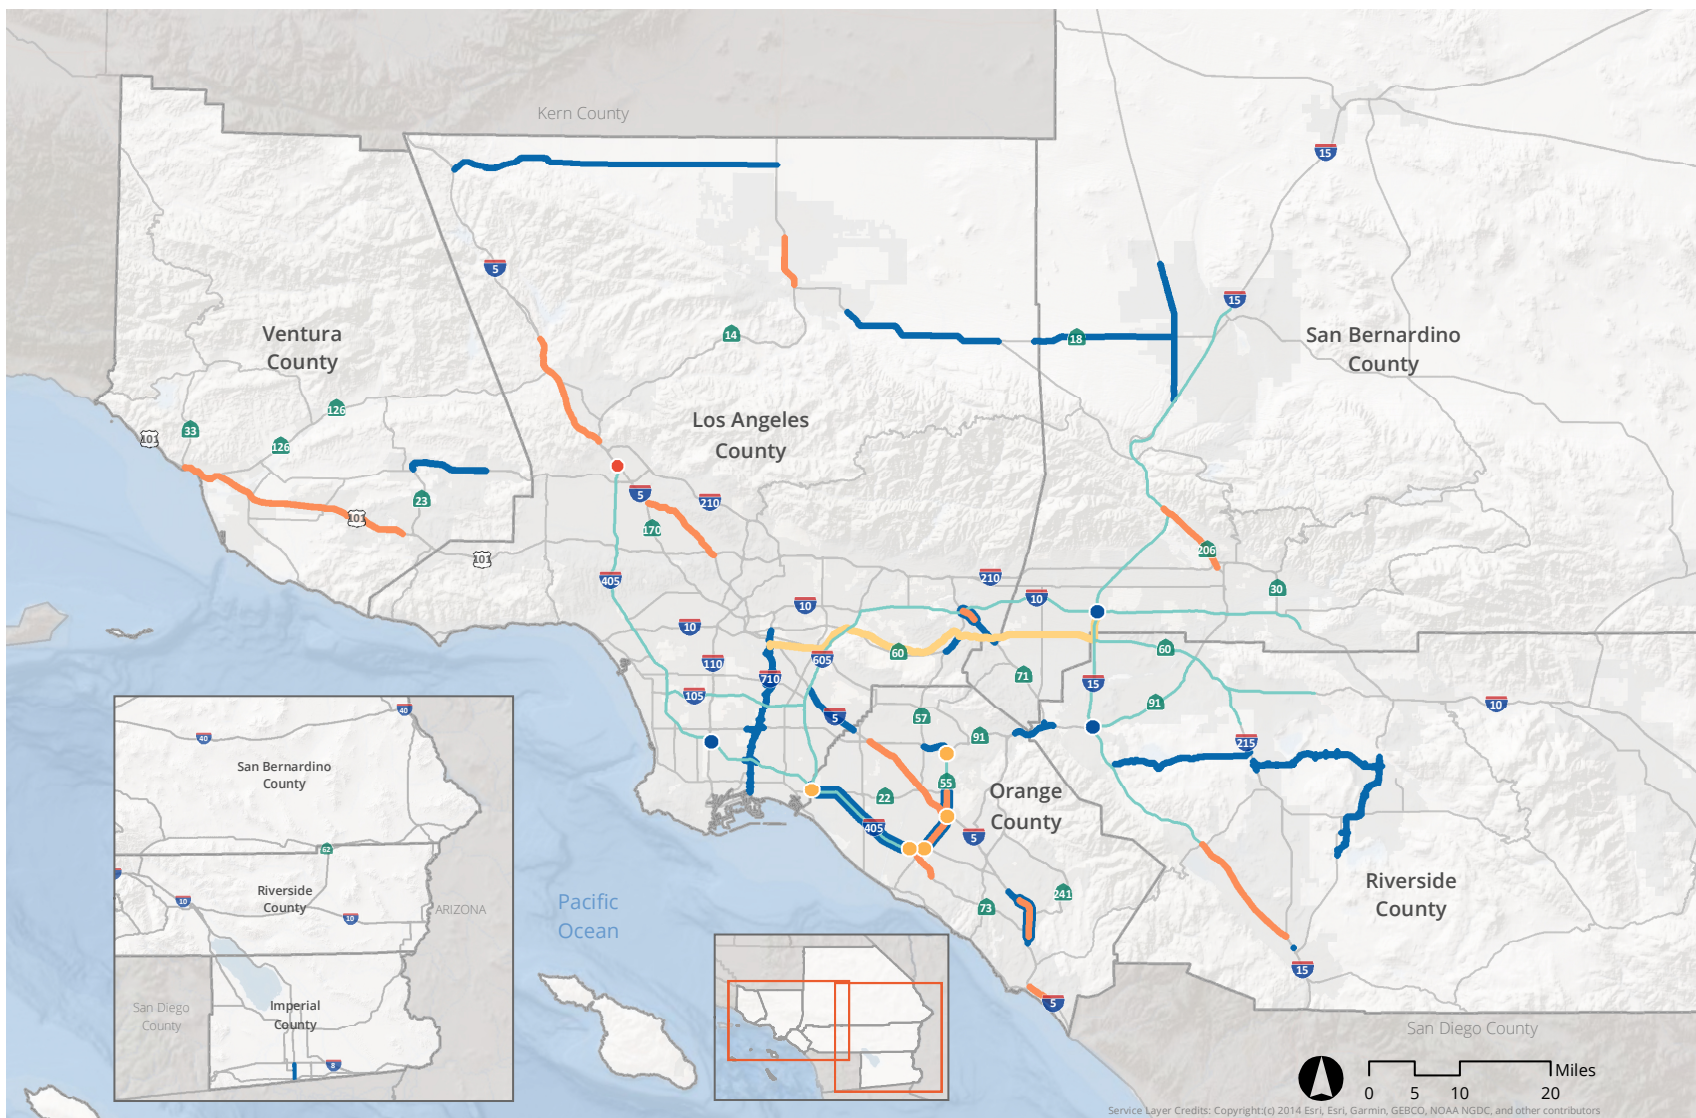 Kern County
15
5
15
Ventura
County
14
18
San Bernardino
County
126
33
101
126
Los Angeles
County
23
5
210
101
170
101
206
405
210
10
30
10
10
60
605
60
110
71
710
15
105
91
10
5
57
91
215
55
22
Orange
County
405
5
Riverside
County
73
241
15
5
Pacific
Ocean
San Diego County
40
40
San Bernardino
County
62
Riverside
County
10
10
ARIZONA
San Diego
County
Imperial
County
8
Miles
0 5 10 20
Service Layer Credits: Copyright:(c) 2014 Esri, Esri, Garmin, GEBCO, NOAA NGDC, and other contributors